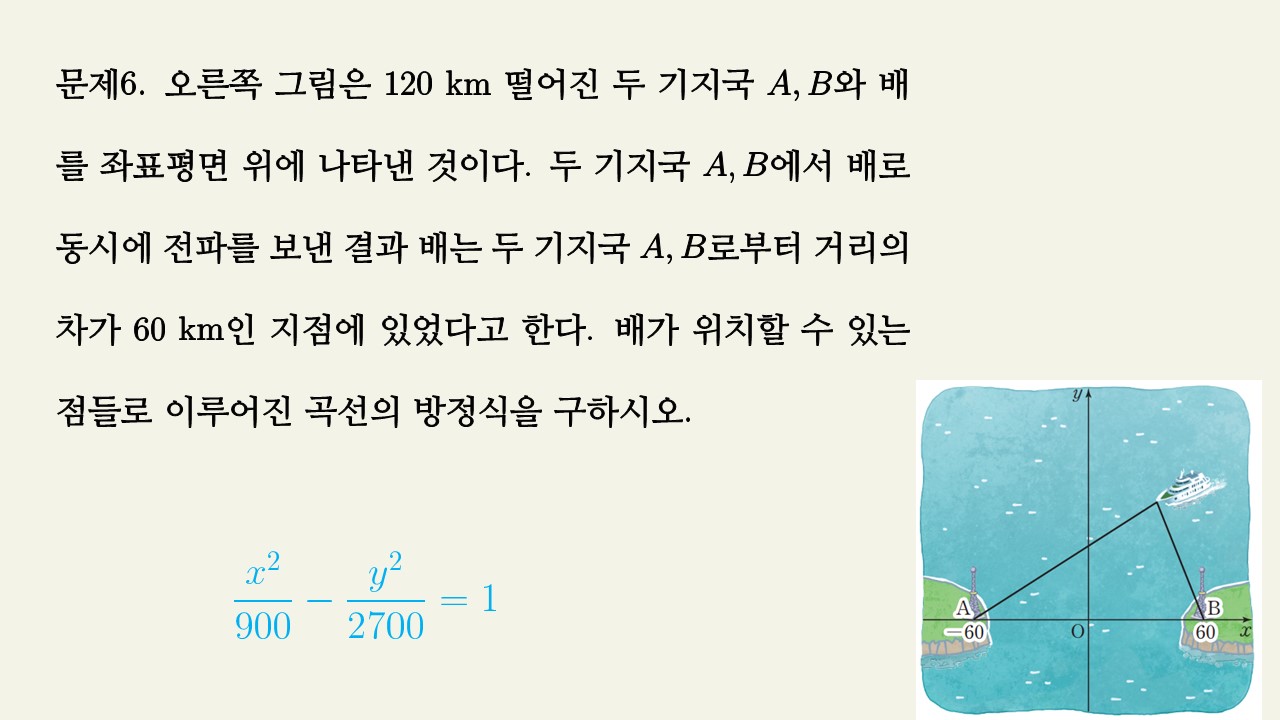 문제6. 오른쪽 그림은 120 km 떨어진 두 기지국 A, B와 배
를 좌표평면 위에 나타낸 것이다. 두 기지국 A, B에서 배로
동시에 전파를 보낸 결과 배는 두 기지국 A, B로부터 거리의
차가 60 km인 지점에 있었다고 한다. 배가 위치할 수 있는
점들로 이루어진 곡선의 방정식을 구하시오.
x²/900 − y²/2700 = 1
y
A
B
−60
O
60
x